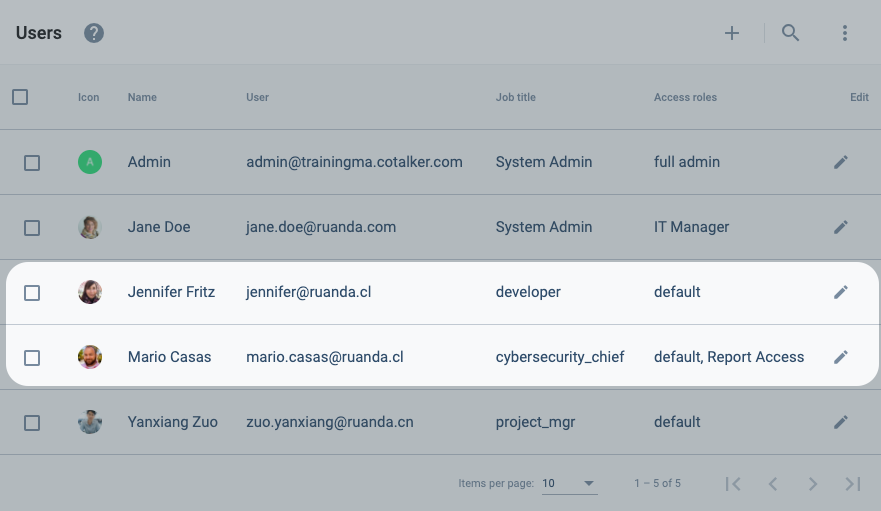 Users ?
Icon Name User Job title Access roles Edit
A Admin admin@trainingma.cotalker.com System Admin full admin
Jane Doe jane.doe@ruanda.com System Admin IT Manager
Jennifer Fritz jennifer@ruanda.cl developer default
Mario Casas mario.casas@ruanda.cl cybersecurity_chief default, Report Access
Yanxiang Zuo zuo.yanxiang@ruanda.cn project_mgr default
Items per page: 10 1 – 5 of 5